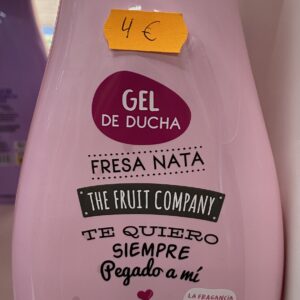 4 €
GEL
DE DUCHA
FRESA NATA
THE FRUIT COMPANY
TE QUIERO
SIEMPRE
Pegado a mí
LA FRAGANCIA